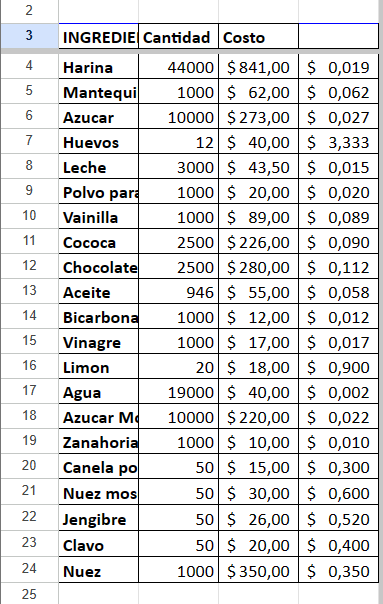 2
3 INGREDIE Cantidad Costo
4 Harina 44000 $ 841,00 $ 0,019
5 Mantequi 1000 $ 62,00 $ 0,062
6 Azucar 10000 $ 273,00 $ 0,027
7 Huevos 12 $ 40,00 $ 3,333
8 Leche 3000 $ 43,50 $ 0,015
9 Polvo para 1000 $ 20,00 $ 0,020
10 Vainilla 1000 $ 89,00 $ 0,089
11 Cococa 2500 $ 226,00 $ 0,090
12 Chocolate 2500 $ 280,00 $ 0,112
13 Aceite 946 $ 55,00 $ 0,058
14 Bicarbona 1000 $ 12,00 $ 0,012
15 Vinagre 1000 $ 17,00 $ 0,017
16 Limon 20 $ 18,00 $ 0,900
17 Agua 19000 $ 40,00 $ 0,002
18 Azucar Mo 10000 $ 220,00 $ 0,022
19 Zanahoria 1000 $ 10,00 $ 0,010
20 Canela po 50 $ 15,00 $ 0,300
21 Nuez mos 50 $ 30,00 $ 0,600
22 Jengibre 50 $ 26,00 $ 0,520
23 Clavo 50 $ 20,00 $ 0,400
24 Nuez 1000 $ 350,00 $ 0,350
25